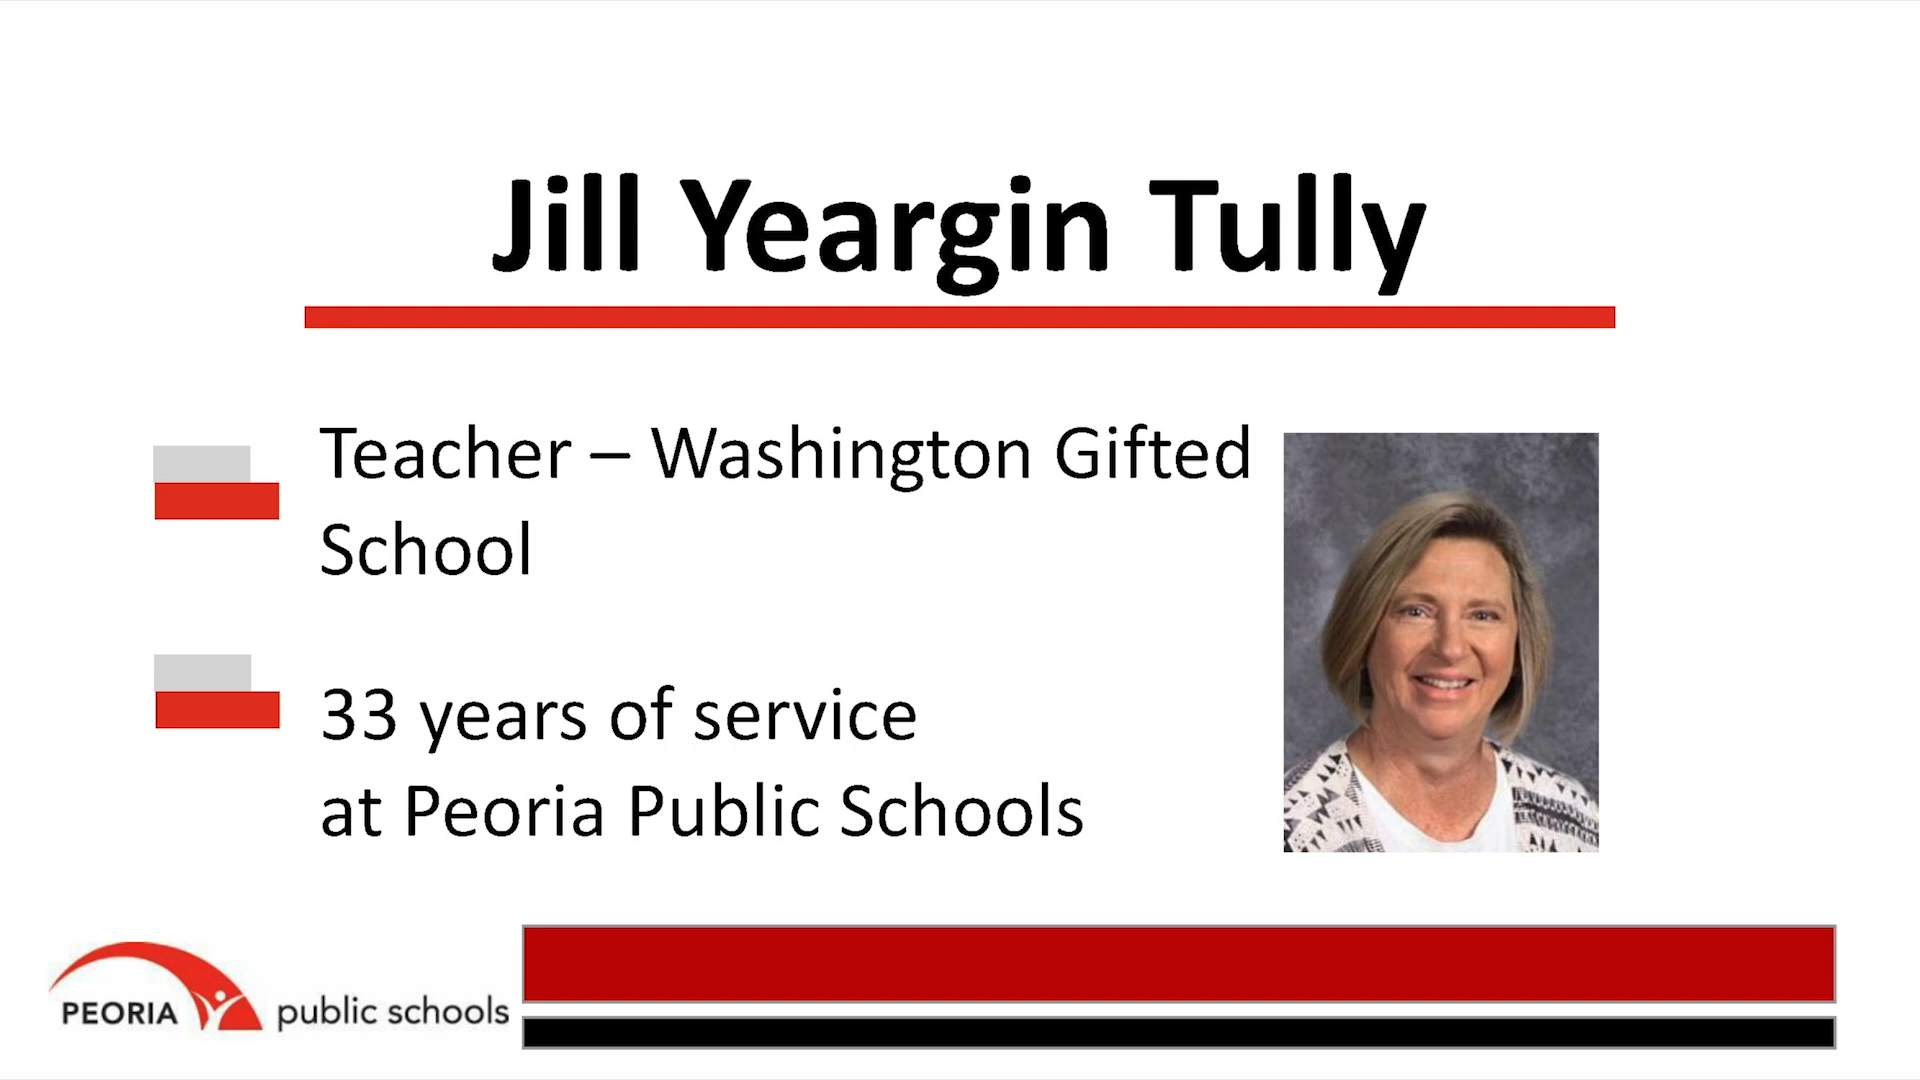 Jill Yeargin Tully
Teacher – Washington Gifted
School
33 years of service
at Peoria Public Schools
PEORIA public schools